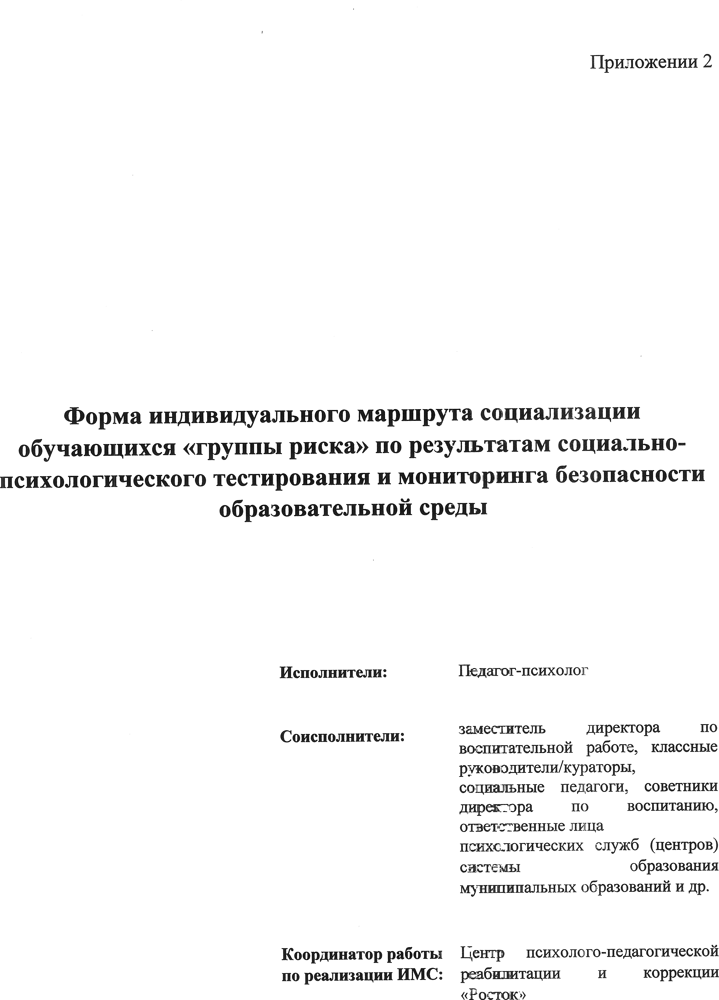 Приложении 2
Форма индивидуального маршрута социализации
обучающихся «группы риска» по результатам социально-
психологического тестирования и мониторинга безопасности
образовательной среды
Исполнители: Педагог-психолог
Соисполнители: заместитель директора по
воспитательной работе, классные
руководители/кураторы,
социальные педагоги, советники
директора по воспитанию,
ответственные лица
психологических служб (центров)
системы образования
муниципальных образований и др.
Координатор работы Центр психолого-педагогической
по реализации ИМС: реабилитации и коррекции
«Росток»